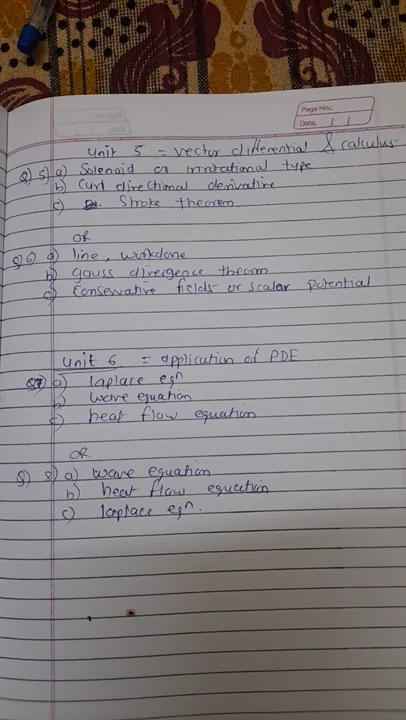 Page No.:
Date
Unit 5 = vector differential & calculus
Q) 5) a) Solenoid or irrotational type
b) Curl directional derivative
c) Stroke theorem
OR
Q6) a) line, workdone
b) gauss divergence theorem
c) Conservative fields or scalar potential
Unit 6 = application of PDE
Q7) a) laplace eqn
b) wave equation
c) heat flow equation
OR
Q) 8) a) wave equation
b) heat flow equation
c) laplace eqn.